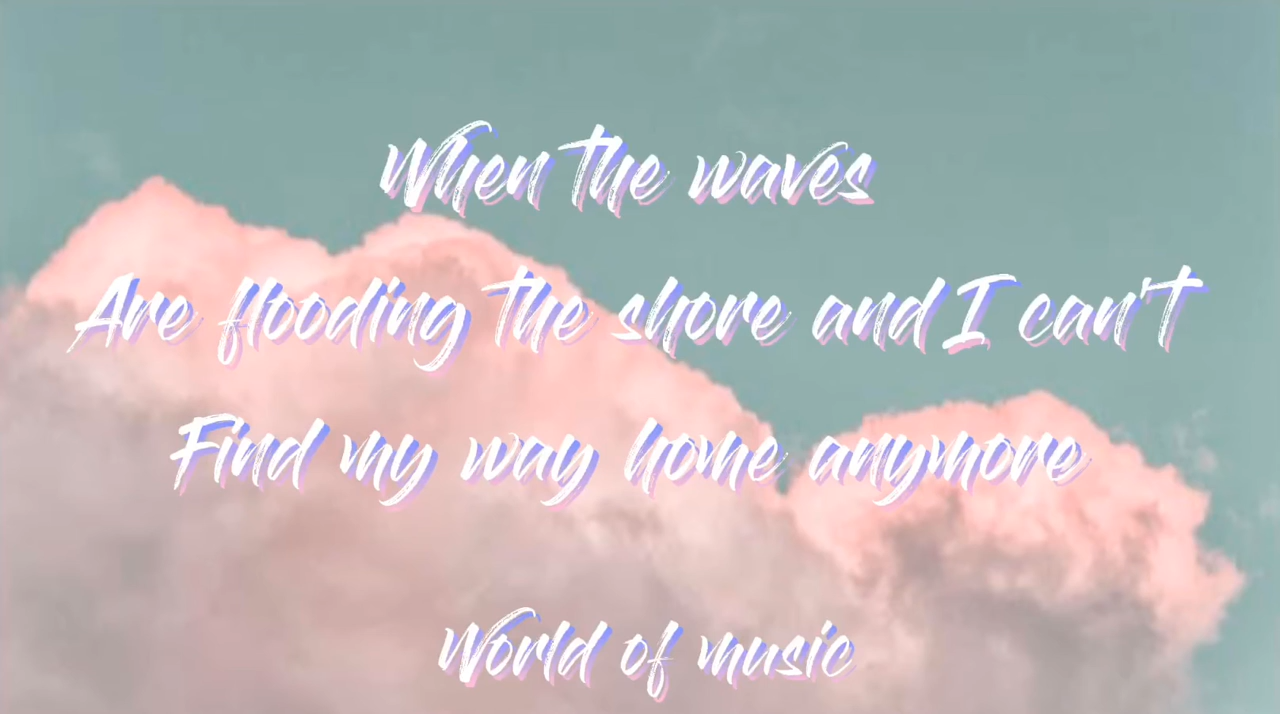 When the waves
Are flooding the shore and I can't
Find my way home anymore
World of music